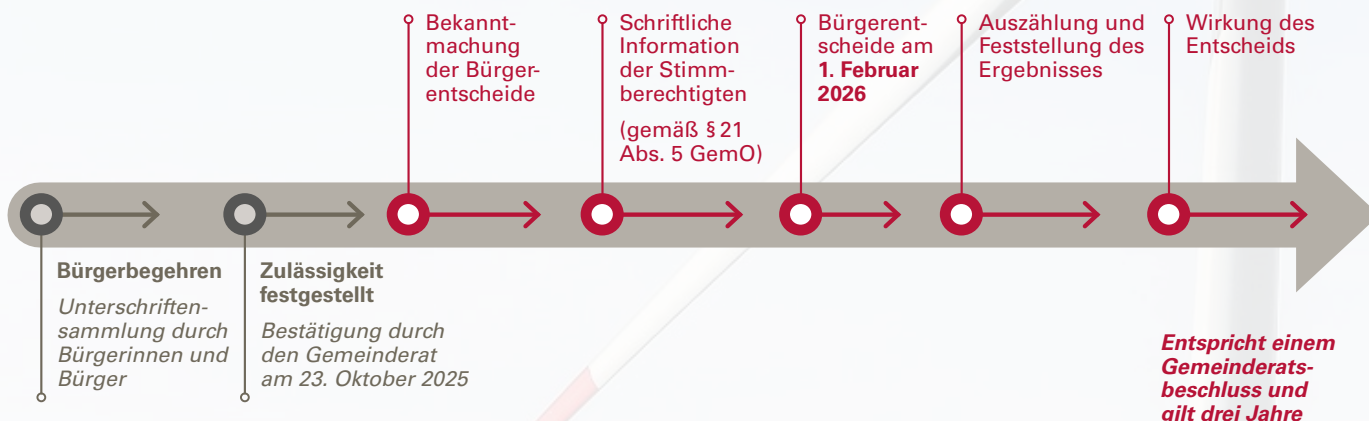 Bekannt-
machung
der Bürger-
entscheide
Schriftliche
Information
der Stimm-
berechtigten
(gemäß § 21
Abs. 5 GemO)
Bürgerent-
scheide am
1. Februar
2026
Auszählung und
Feststellung des
Ergebnisses
Wirkung des
Entscheids
Bürgerbegehren
Unterschriften-
sammlung durch
Bürgerinnen und
Bürger
Zulässigkeit
festgestellt
Bestätigung durch
den Gemeinderat
am 23. Oktober 2025
Entspricht einem
Gemeinderats-
beschluss und
gilt drei Jahre